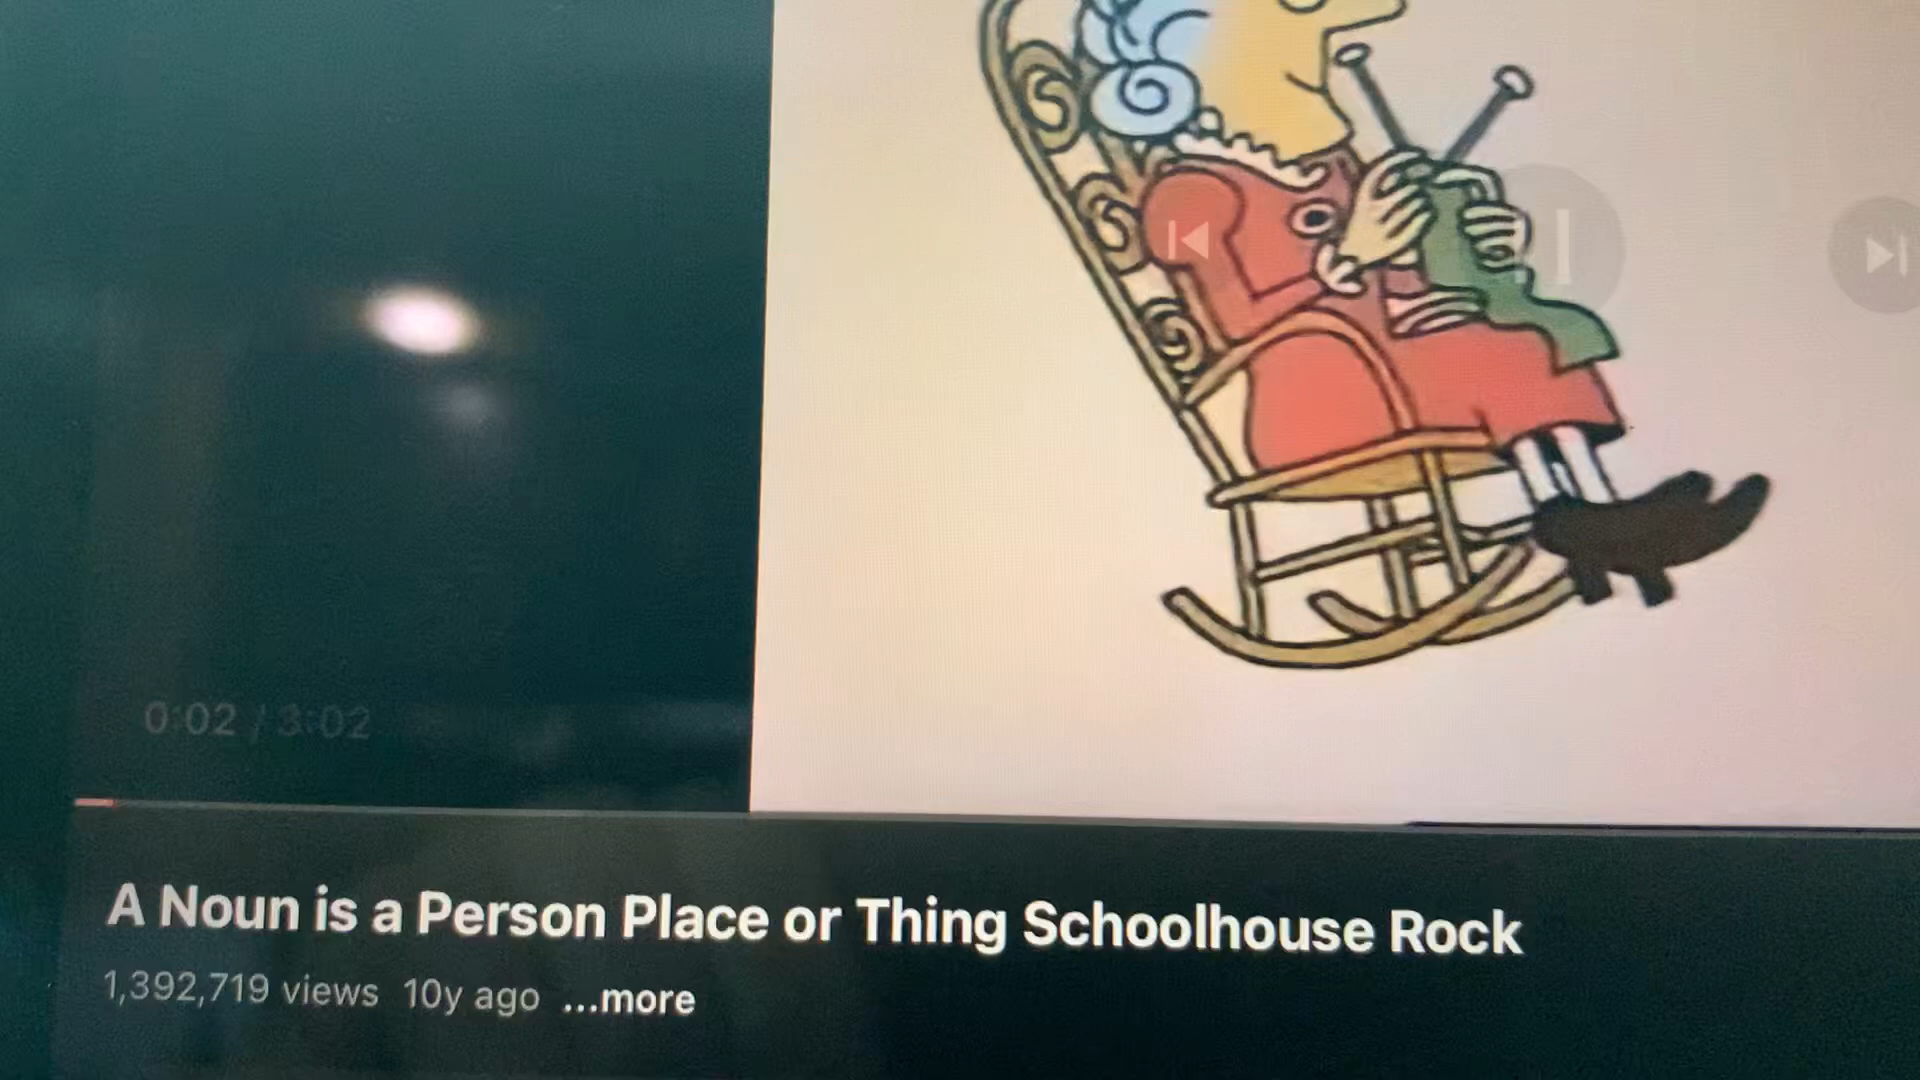 0:02 / 3:02
A Noun is a Person Place or Thing Schoolhouse Rock
1,392,719 views 10y ago ...more